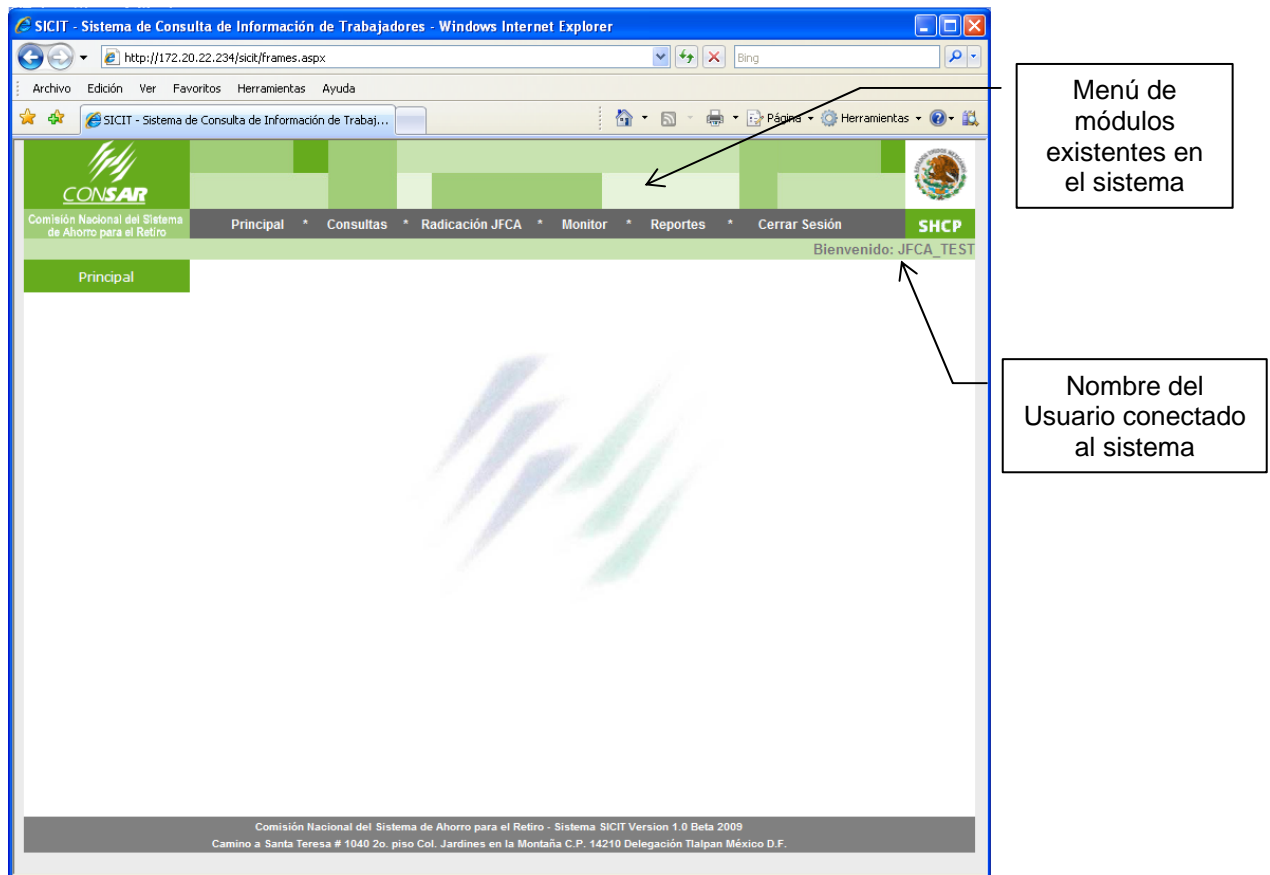 SICIT - Sistema de Consulta de Información de Trabajadores - Windows Internet Explorer
http://172.20.22.234/sicit/frames.aspx
Bing
Archivo Edición Ver Favoritos Herramientas Ayuda
SICIT - Sistema de Consulta de Información de Trabaj...
Página Herramientas
CONSAR
Comisión Nacional del Sistema
de Ahorro para el Retiro
Principal * Consultas * Radicación JFCA * Monitor * Reportes * Cerrar Sesión
SHCP
Bienvenido: JFCA_TEST
Principal
Comisión Nacional del Sistema de Ahorro para el Retiro - Sistema SICIT Version 1.0 Beta 2009
Camino a Santa Teresa # 1040 2o. piso Col. Jardines en la Montaña C.P. 14210 Delegación Tlalpan México D.F.
Menú de
módulos
existentes en
el sistema
Nombre del
Usuario conectado
al sistema